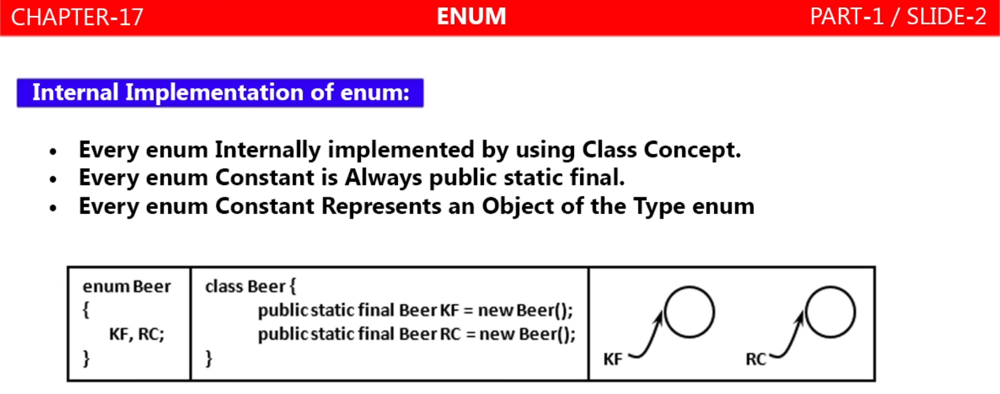 CHAPTER-17
ENUM
PART-1 / SLIDE-2
Internal Implementation of enum:
• Every enum Internally implemented by using Class Concept.
• Every enum Constant is Always public static final.
• Every enum Constant Represents an Object of the Type enum
enum Beer
{
KF, RC;
}
class Beer {
public static final Beer KF = new Beer();
public static final Beer RC = new Beer();
}
KF
RC